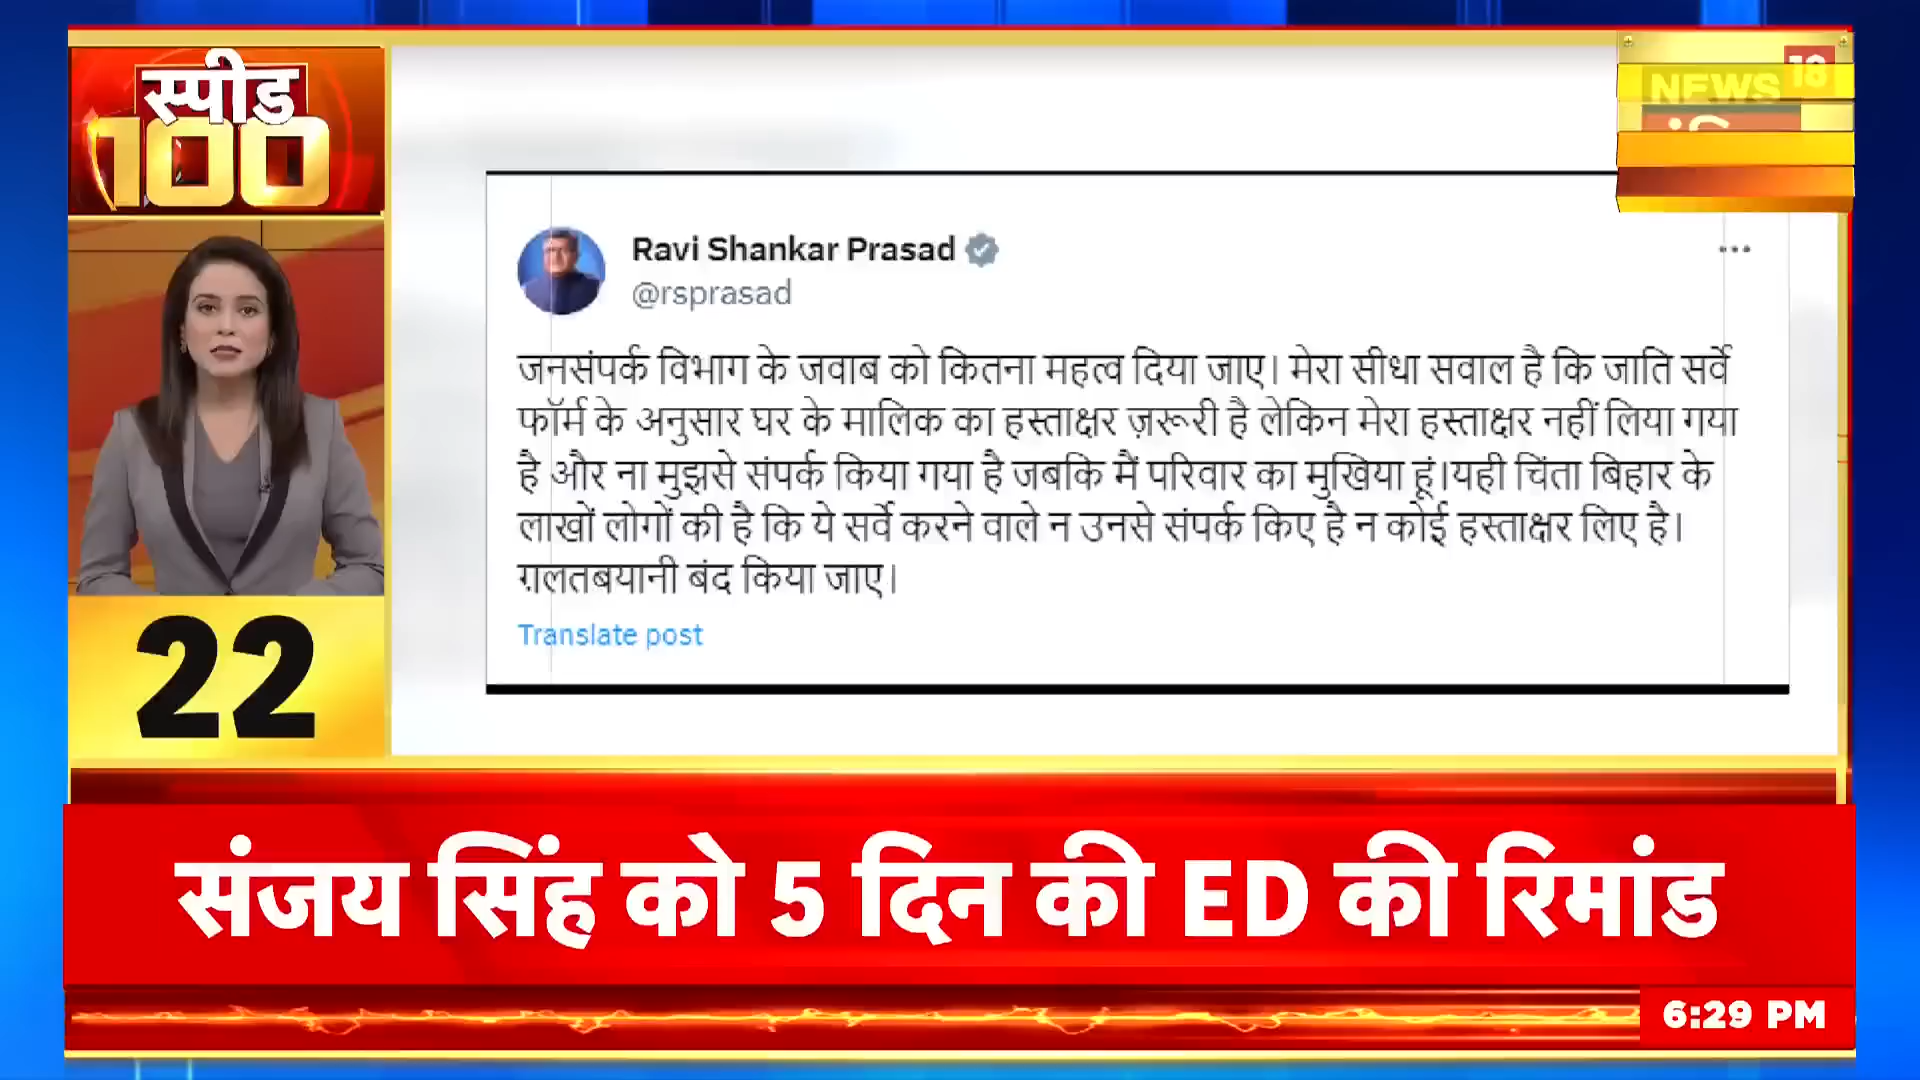 स्पीड
100
NEWS 18
Ravi Shankar Prasad
@rsprasad
जनसंपर्क विभाग के जवाब को कितना महत्व दिया जाए। मेरा सीधा सवाल है कि जाति सर्वे
फॉर्म के अनुसार घर के मालिक का हस्ताक्षर ज़रूरी है लेकिन मेरा हस्ताक्षर नहीं लिया गया
है और ना मुझसे संपर्क किया गया है जबकि मैं परिवार का मुखिया हूं।यही चिंता बिहार के
लाखों लोगों की है कि ये सर्वे करने वाले न उनसे संपर्क किए है न कोई हस्ताक्षर लिए है।
ग़लतबयानी बंद किया जाए।
Translate post
22
संजय सिंह को 5 दिन की ED की रिमांड
6:29 PM